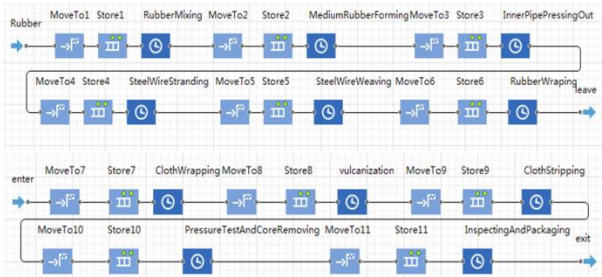 Rubber MoveTo1 Store1 RubberMixing MoveTo2 Store2 MediumRubberForming MoveTo3 Store3 InnerPipePressingOut
MoveTo4 Store4 SteelWireStranding MoveTo5 Store5 SteelWireWeaving MoveTo6 Store6 RubberWraping leave
enter MoveTo7 Store7 ClothWrapping MoveTo8 Store8 vulcanization MoveTo9 Store9 ClothStripping
MoveTo10 Store10 PressureTestAndCoreRemoving MoveTo11 Store11 InspectingAndPackaging exit